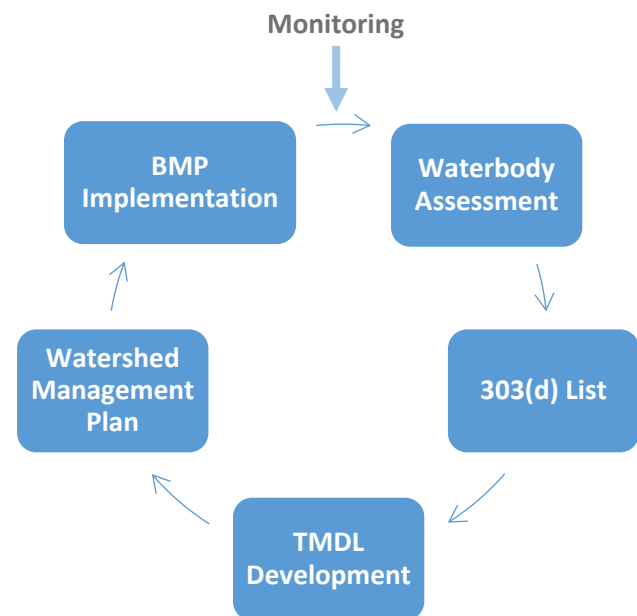 Monitoring
BMP
Implementation
Waterbody
Assessment
303(d) List
TMDL
Development
Watershed
Management
Plan